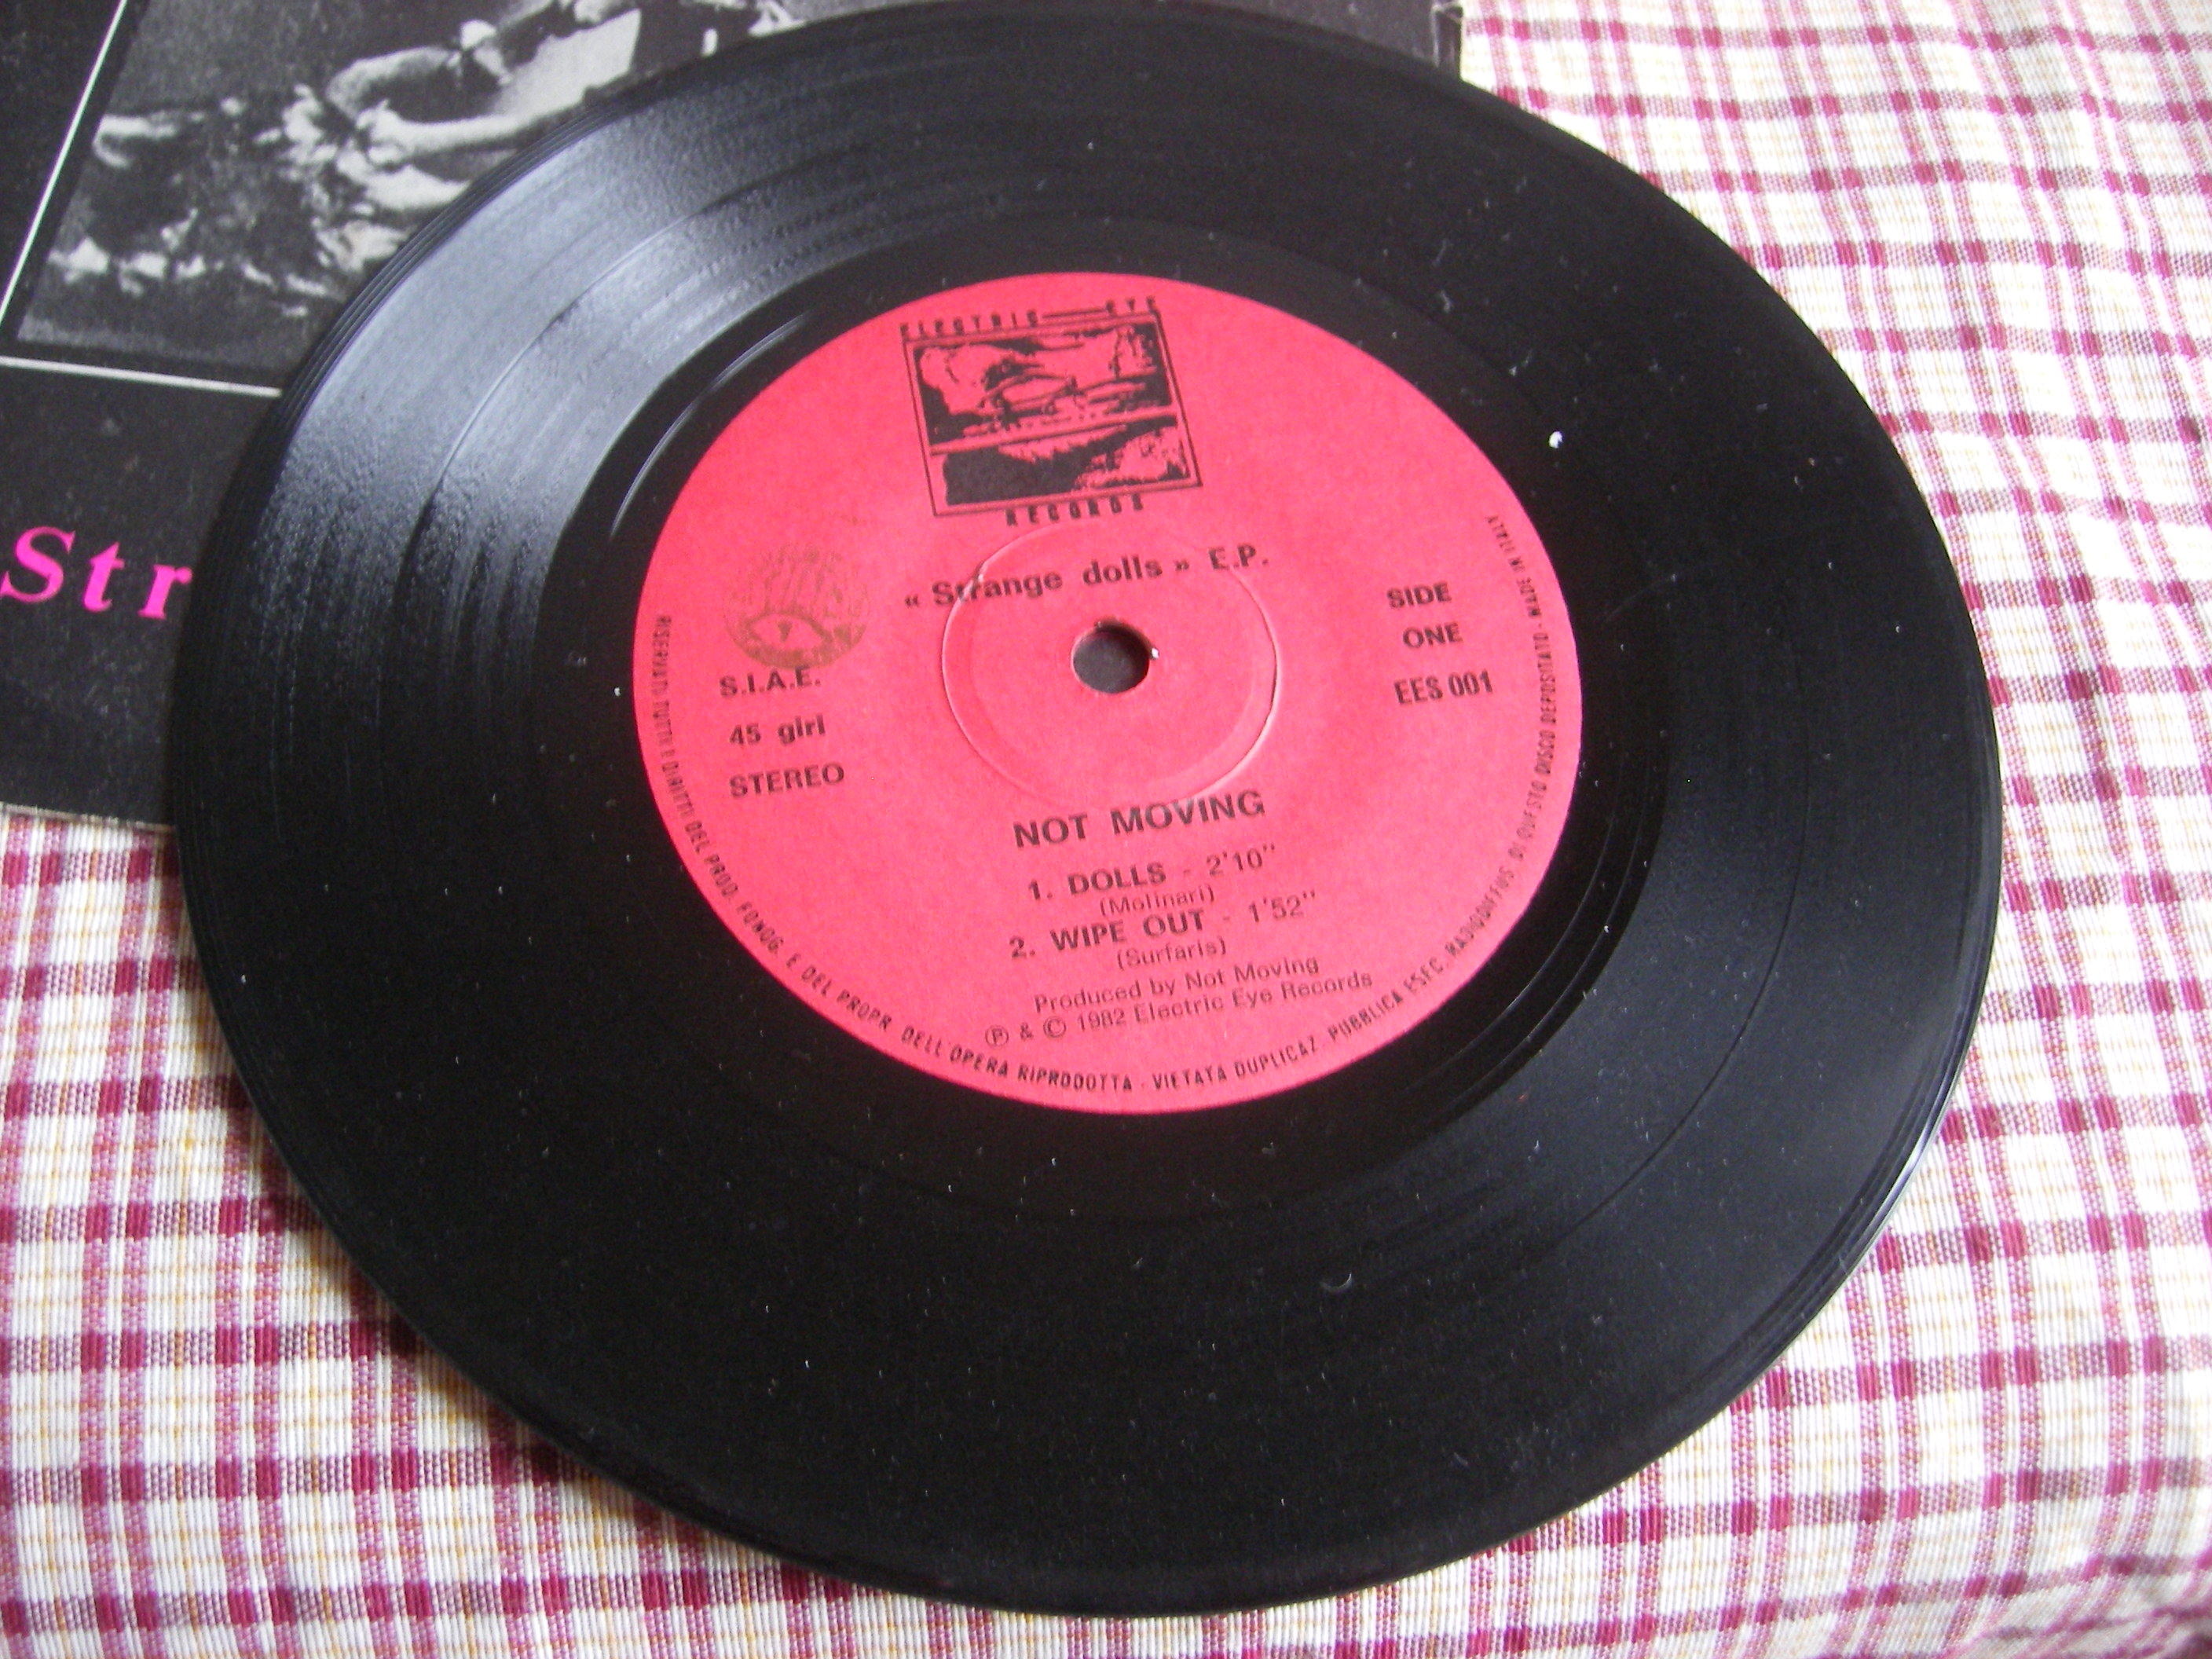 Str
ELECTRIC EYE
RECORDS
« Strange dolls » E.P.
SIDE
ONE
EES 001
S.I.A.E.
45 giri
STEREO
NOT MOVING
1. DOLLS - 2'10"
(Molinari)
2. WIPE OUT - 1'52"
(Surfaris)
Produced by Not Moving
Ⓟ & © 1982 Electric Eye Records
RISERVATI TUTTI I DIRITTI DEL PROD. FONOG. E DEL PROPR. DELL'OPERA RIPRODOTTA - VIETATA DUPLICAZ. PUBBLICA ESEC. RADIODIFFUS. DI QUESTO DISCO DEPOSITATO - MADE IN ITALY